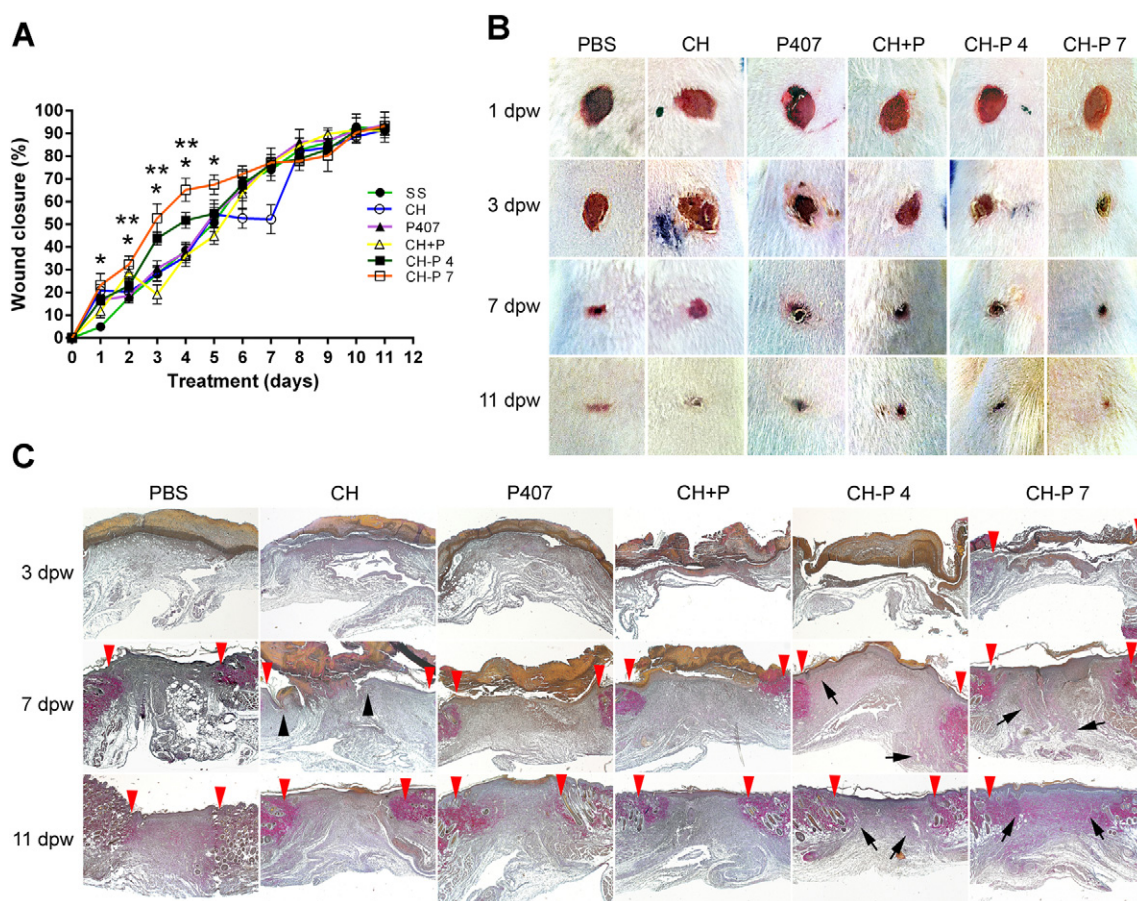 A
Wound closure (%)
100
90
80
70
60
50
40
30
20
10
0
** ** ** 
* * * * *
0 1 2 3 4 5 6 7 8 9 10 11 12
Treatment (days)
SS
CH
P407
CH+P
CH-P 4
CH-P 7
B
PBS CH P407 CH+P CH-P 4 CH-P 7
1 dpw
3 dpw
7 dpw
11 dpw
C
PBS CH P407 CH+P CH-P 4 CH-P 7
3 dpw
7 dpw
11 dpw